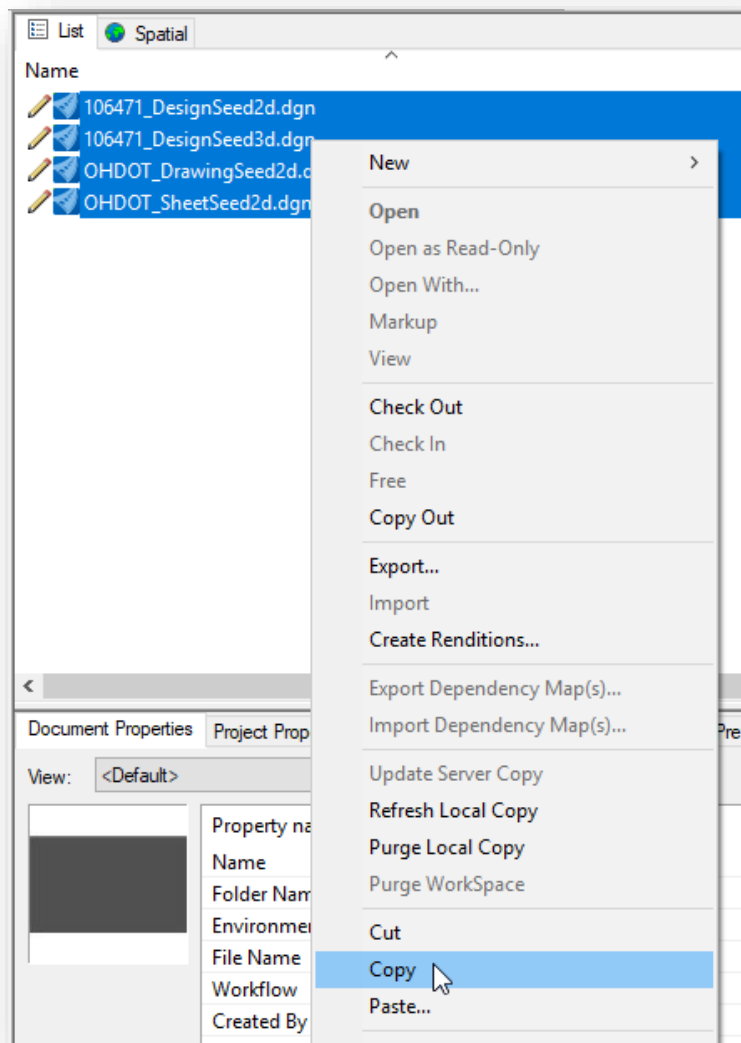 List Spatial
Name
106471_DesignSeed2d.dgn
106471_DesignSeed3d.dgn
OHDOT_DrawingSeed2d.
OHDOT_SheetSeed2d.dgn
New
Open
Open as Read-Only
Open With...
Markup
View
Check Out
Check In
Free
Copy Out
Export...
Import
Create Renditions...
Export Dependency Map(s)...
Import Dependency Map(s)...
Update Server Copy
Refresh Local Copy
Purge Local Copy
Purge WorkSpace
Cut
Copy
Paste...
Document Properties Project Prop Pre
View: <Default>
Property na
Name
Folder Nam
Environmen
File Name
Workflow
Created By